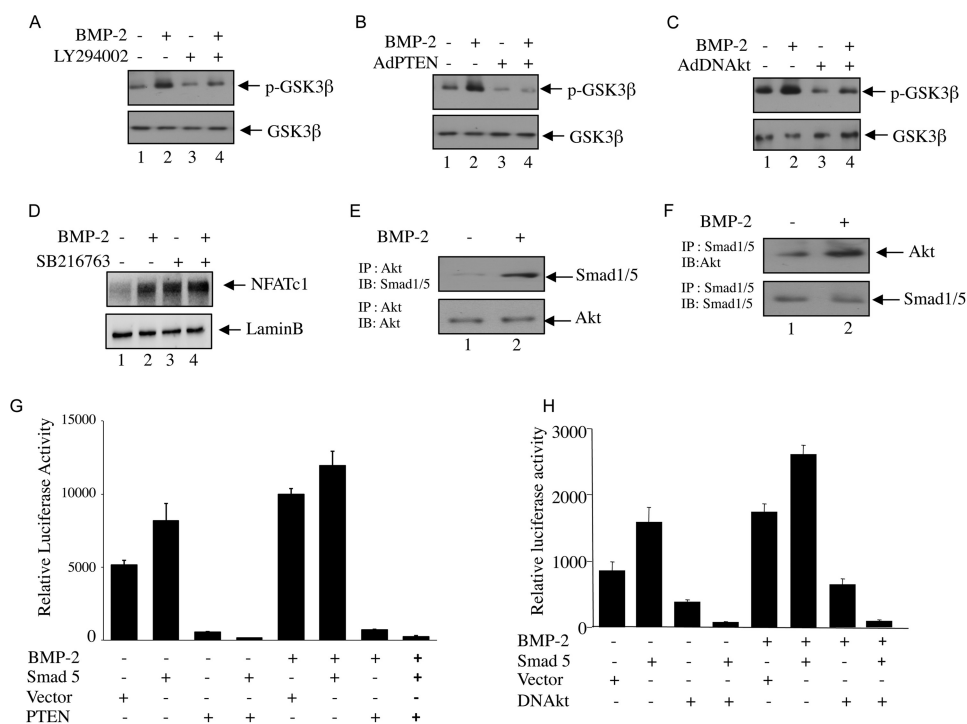 A
BMP-2 - + - +
LY294002 - - + +
p-GSK3β
GSK3β
1 2 3 4
B
BMP-2 - + - +
AdPTEN - - + +
p-GSK3β
GSK3β
1 2 3 4
C
BMP-2 - + - +
AdDNAkt - - + +
p-GSK3β
GSK3β
1 2 3 4
D
BMP-2 - + - +
SB216763 - - + +
NFATc1
LaminB
1 2 3 4
E
BMP-2 - +
IP : Akt
IB: Smad1/5
Smad1/5
IP : Akt
IB: Akt
Akt
1 2
F
BMP-2 - +
IP : Smad1/5
IB:Akt
Akt
IP : Smad1/5
IB: Smad1/5
Smad1/5
1 2
G
Relative Luciferase Activity
15000
10000
5000
0
BMP-2 - - - - + + + +
Smad 5 - + - + - + - +
Vector + - - - + - - -
PTEN - - + + - - + +
H
Relative luciferase activity
3000
2000
1000
0
BMP-2 - - - - + + + +
Smad 5 - + - + - + - +
Vector + - - - + - - -
DNAkt - - + + - - + +